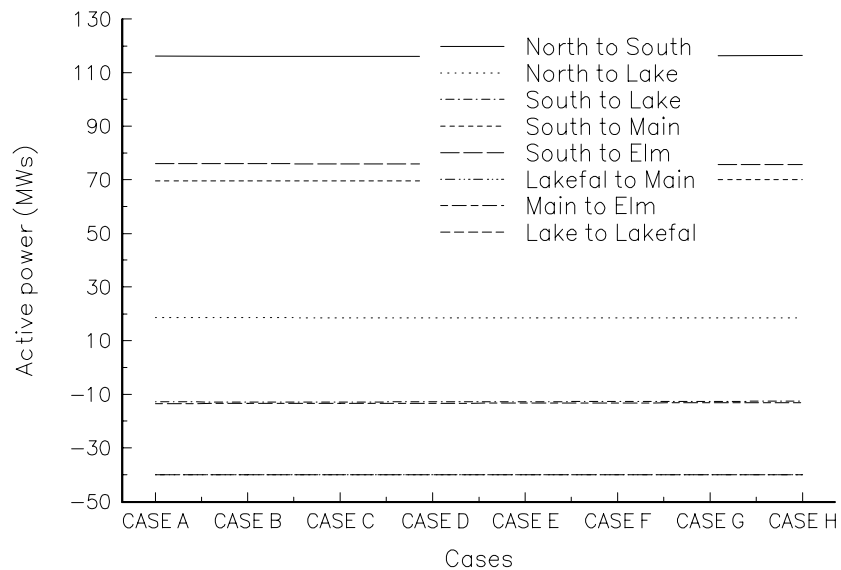 130
110
90
70
50
30
10
−10
−30
−50
Active power (MWs)
North to South
North to Lake
South to Lake
South to Main
South to Elm
Lakefal to Main
Main to Elm
Lake to Lakefal
CASE A CASE B CASE C CASE D CASE E CASE F CASE G CASE H
Cases